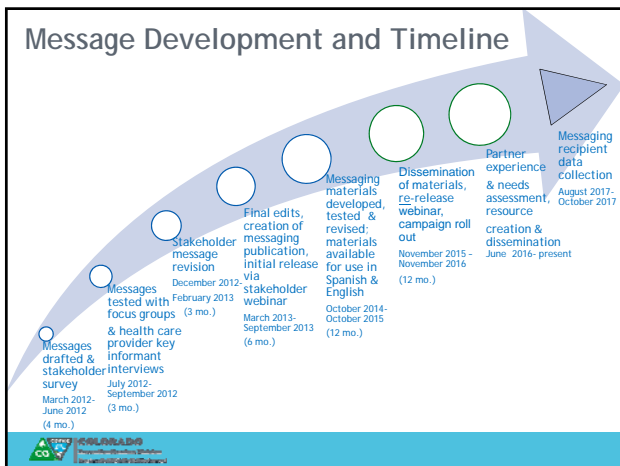 Message Development and Timeline
Messages
drafted &
stakeholder
survey
March 2012-
June 2012
(4 mo.)
Messages
tested with
focus groups
& health care
provider key
informant
interviews
July 2012-
September 2012
(3 mo.)
Stakeholder
message
revision
December 2012-
February 2013
(3 mo.)
Final edits,
creation of
messaging
publication,
initial release
via
stakeholder
webinar
March 2013-
September 2013
(6 mo.)
Messaging
materials
developed,
tested &
revised;
materials
available
for use in
Spanish &
English
October 2014-
October 2015
(12 mo.)
Dissemination
of materials,
re-release
webinar,
campaign roll
out
November 2015 -
November 2016
(12 mo.)
Partner
experience
& needs
assessment,
resource
creation &
dissemination
June 2016- present
Messaging
recipient
data
collection
August 2017-
October 2017
CO
CDPHE
COLORADO